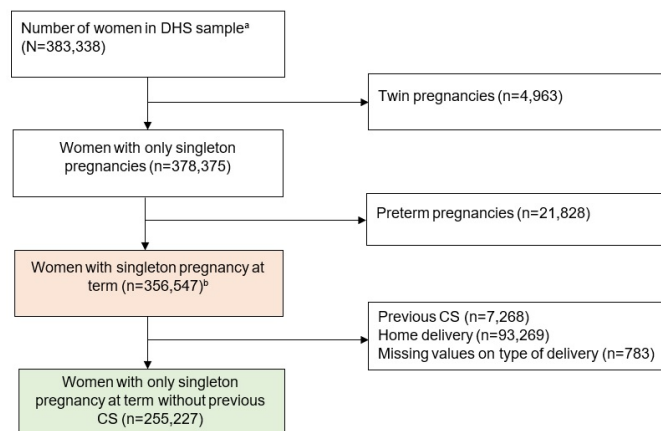 Number of women in DHS sampleᵃ
(N=383,338)
Twin pregnancies (n=4,963)
Women with only singleton
pregnancies (n=378,375)
Preterm pregnancies (n=21,828)
Women with singleton pregnancy at
term (n=356,547)ᵇ
Previous CS (n=7,268)
Home delivery (n=93,269)
Missing values on type of delivery (n=783)
Women with only singleton
pregnancy at term without previous
CS (n=255,227)